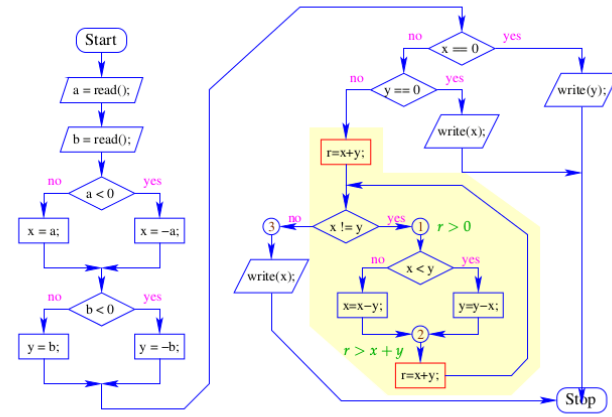 Start
a = read();
b = read();
a < 0
no
yes
x = a;
x = −a;
b < 0
no
yes
y = b;
y = −b;
x == 0
no
yes
y == 0
no
yes
write(y);
write(x);
r=x+y;
x != y
no
yes
3
1
r > 0
write(x);
x < y
no
yes
x=x−y;
y=y−x;
2
r > x + y
r=x+y;
Stop